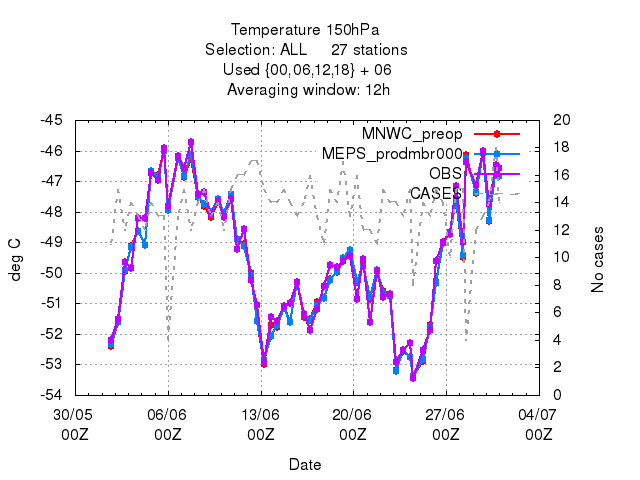 Temperature 150hPa
Selection: ALL 27 stations
Used {00,06,12,18} + 06
Averaging window: 12h
MNWC_preop
MEPS_prodmbr000
OBS
CASES
-45
-46
-47
-48
-49
-50
-51
-52
-53
-54
deg C
20
18
16
14
12
10
8
6
4
2
0
No cases
30/05 06/06 13/06 20/06 27/06 04/07
00Z 00Z 00Z 00Z 00Z 00Z
Date